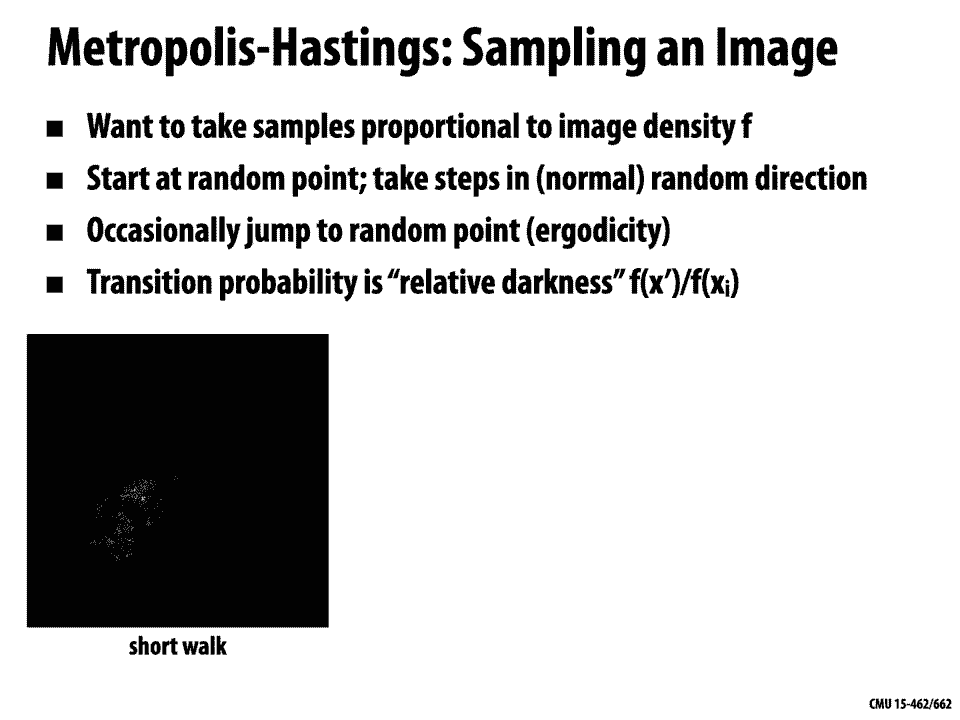 Metropolis-Hastings: Sampling an Image
■ Want to take samples proportional to image density f
■ Start at random point; take steps in (normal) random direction
■ Occasionally jump to random point (ergodicity)
■ Transition probability is “relative darkness” f(x')/f(xᵢ)
short walk
CMU 15-462/662